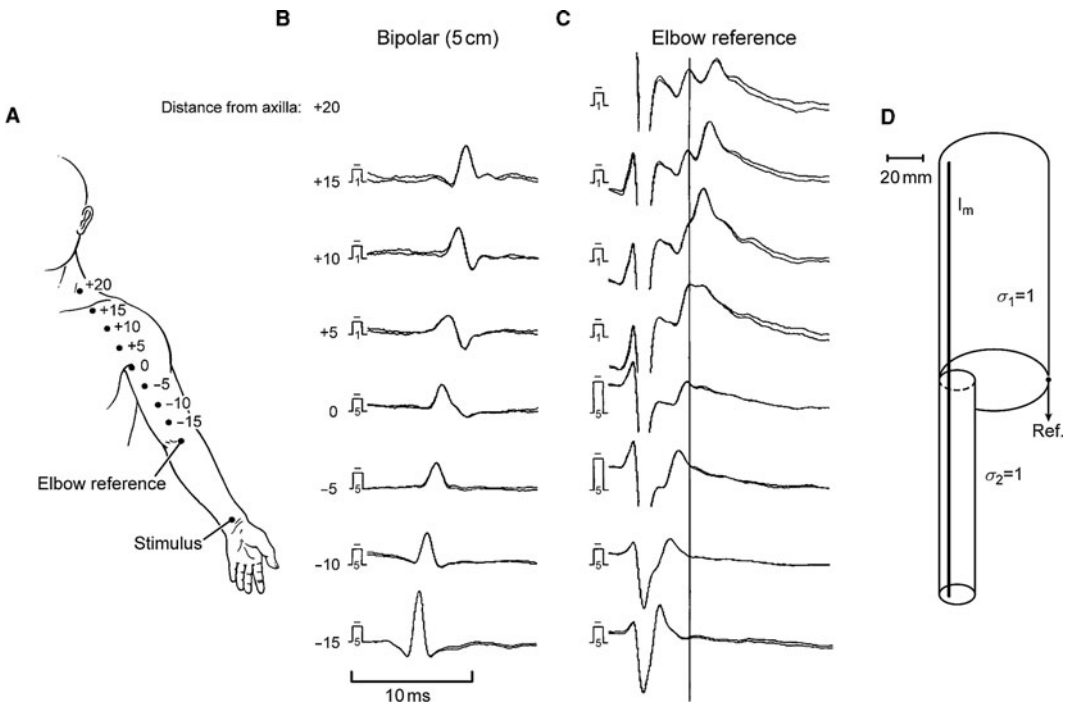 A
B
Bipolar (5 cm)
C
Elbow reference
D
Distance from axilla: +20
+15
+10
+5
0
−5
−10
−15
1
1
1
5
5
5
5
10 ms
1
1
1
1
5
5
5
5
+20
+15
+10
+5
0
−5
−10
−15
Elbow reference
Stimulus
20 mm
Im
σ1=1
Ref.
σ2=1